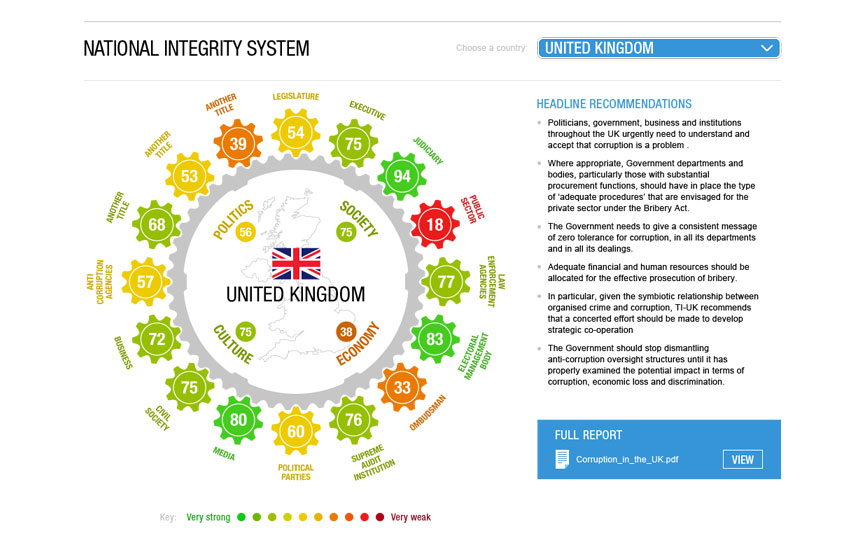 NATIONAL INTEGRITY SYSTEM
Choose a country:
UNITED KINGDOM
LEGISLATURE
54
EXECUTIVE
75
JUDICIARY
94
PUBLIC
SECTOR
18
LAW
ENFORCEMENT
AGENCIES
77
ELECTORAL
MANAGEMENT
BODY
83
OMBUDSMAN
33
SUPREME
AUDIT
INSTITUTION
76
POLITICAL
PARTIES
60
MEDIA
80
CIVIL
SOCIETY
75
BUSINESS
72
ANTI
CORRUPTION
AGENCIES
57
ANOTHER
TITLE
68
ANOTHER
TITLE
53
ANOTHER
TITLE
39
POLITICS
56
SOCIETY
75
UNITED KINGDOM
CULTURE
75
ECONOMY
38
Key:
Very strong
Very weak
HEADLINE RECOMMENDATIONS
Politicians, government, business and institutions
throughout the UK urgently need to understand and
accept that corruption is a problem .
Where appropriate, Government departments and
bodies, particularly those with substantial
procurement functions, should have in place the type
of ‘adequate procedures’ that are envisaged for the
private sector under the Bribery Act.
The Government needs to give a consistent message
of zero tolerance for corruption, in all its departments
and in all its dealings.
Adequate financial and human resources should be
allocated for the effective prosecution of bribery.
In particular, given the symbiotic relationship between
organised crime and corruption, TI-UK recommends
that a concerted effort should be made to develop
strategic co-operation
The Government should stop dismantling
anti-corruption oversight structures until it has
properly examined the potential impact in terms of
corruption, economic loss and discrimination.
FULL REPORT
Corruption_in_the_UK.pdf
VIEW